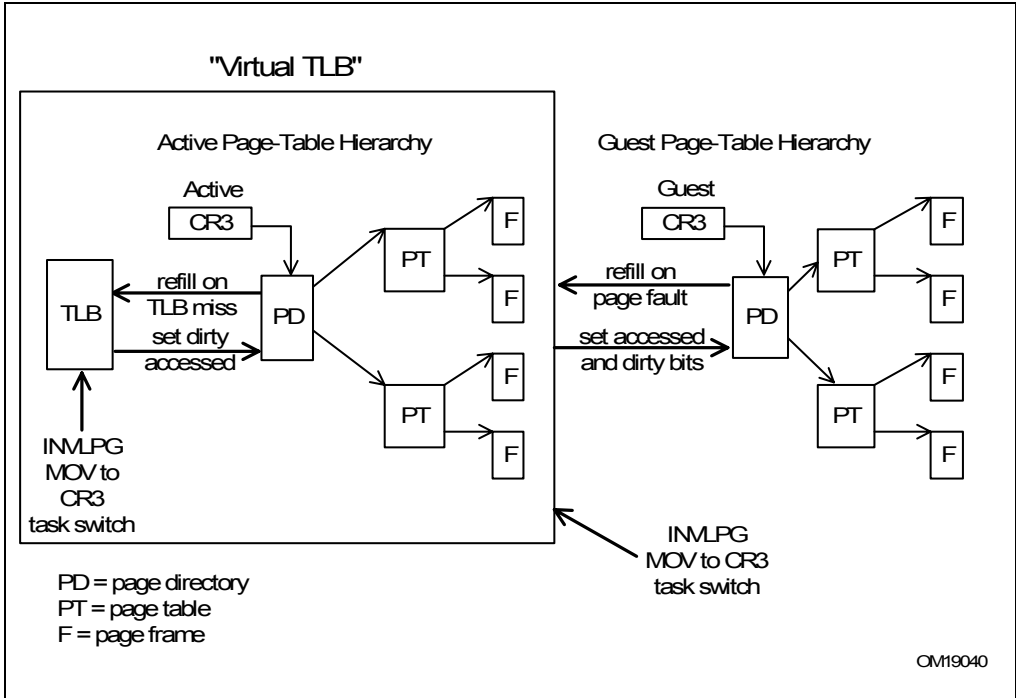 "Virtual TLB"
Active Page-Table Hierarchy
Guest Page-Table Hierarchy
Active
CR3
F
PT
F
refill on
TLB miss
TLB
PD
set dirty
accessed
F
PT
F
INVLPG
MOV to
CR3
task switch
Guest
CR3
F
PT
F
refill on
page fault
PD
set accessed
and dirty bits
F
PT
F
INVLPG
MOV to CR3
task switch
PD = page directory
PT = page table
F = page frame
OM19040